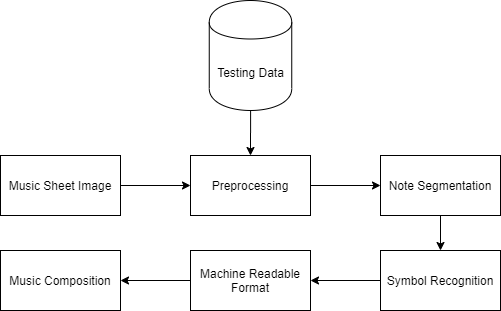 Testing Data
Music Sheet Image
Preprocessing
Note Segmentation
Music Composition
Machine Readable
Format
Symbol Recognition